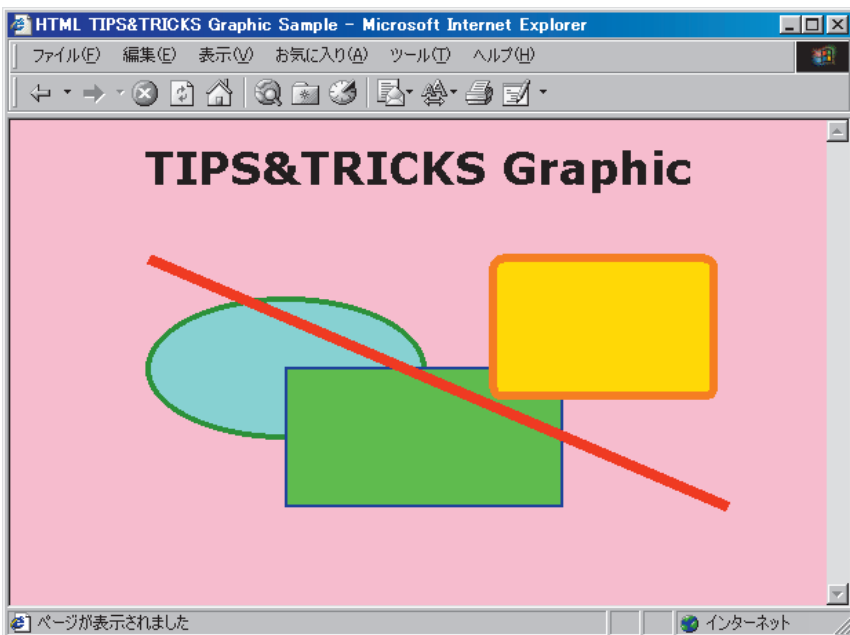 HTML TIPS&TRICKS Graphic Sample - Microsoft Internet Explorer
ファイル(F) 編集(E) 表示(V) お気に入り(A) ツール(T) ヘルプ(H)
TIPS&TRICKS Graphic
ページが表示されました インターネット